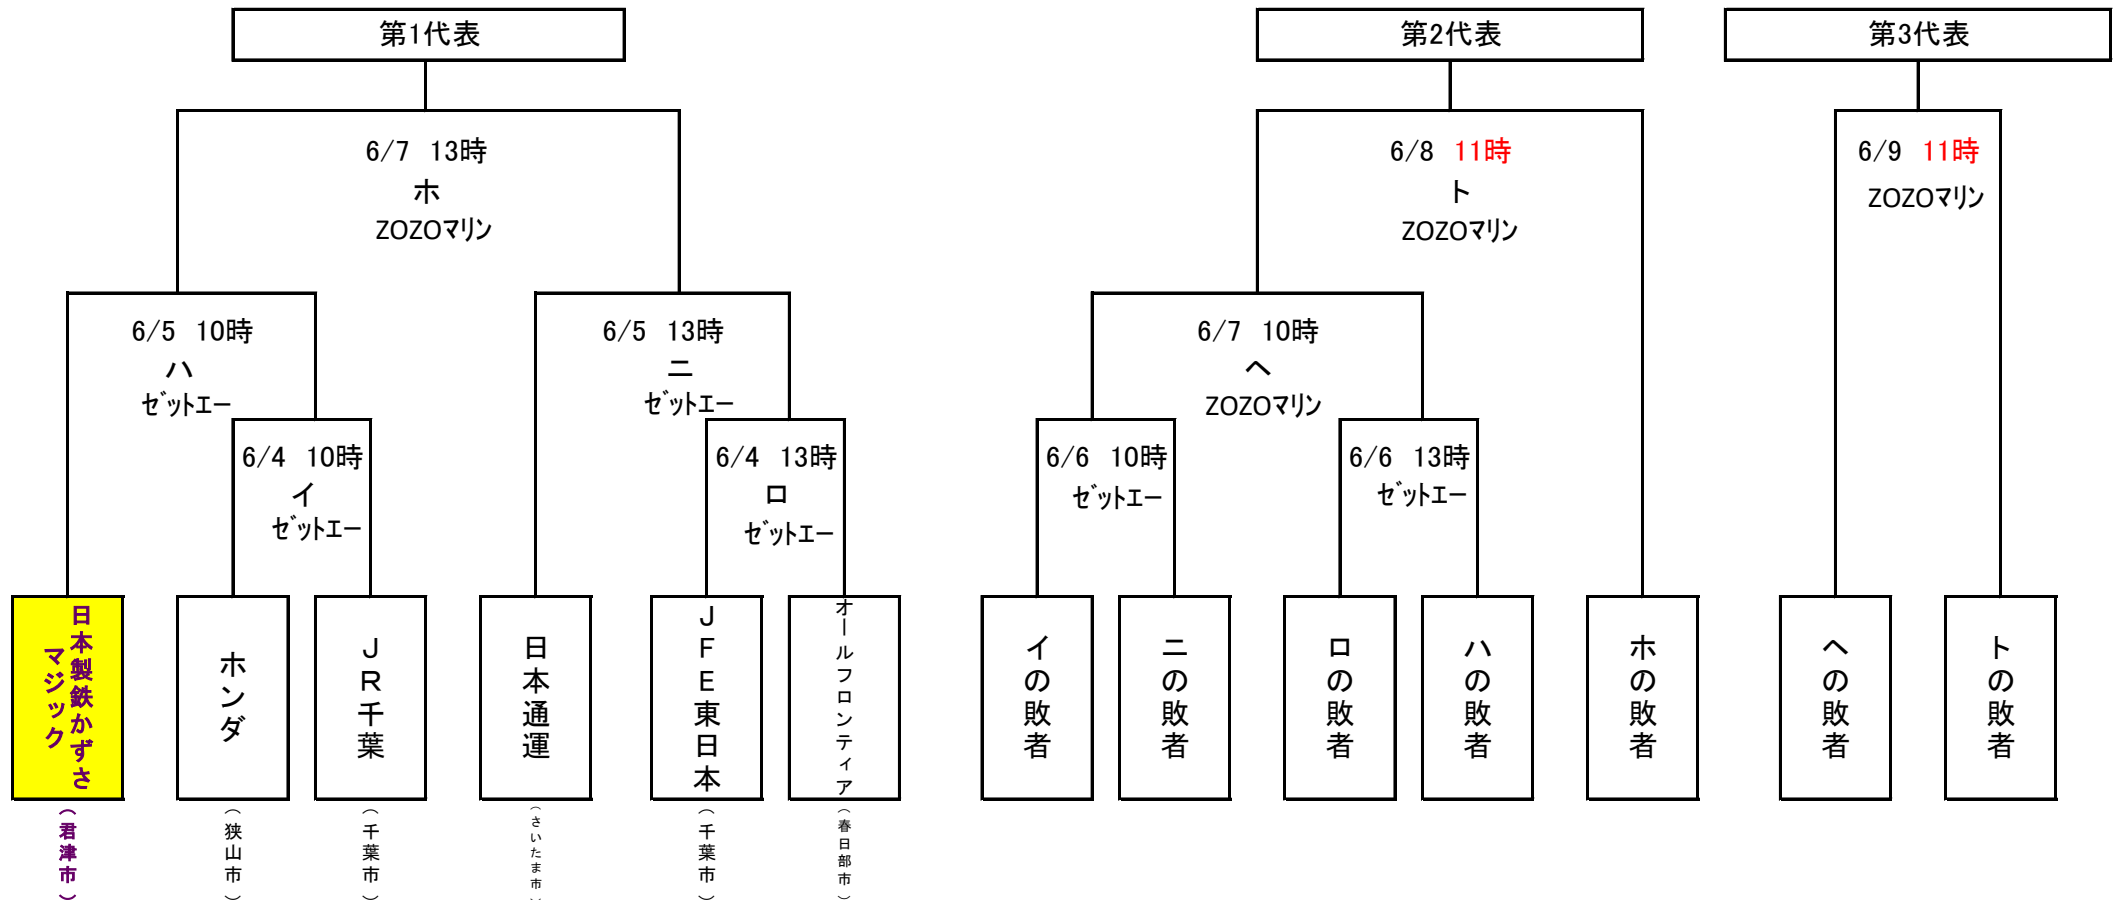 第1代表
第2代表
第3代表
6/7 13時
ホ
ZOZOマリン
6/8 11時
ト
ZOZOマリン
6/9 11時
ZOZOマリン
6/5 10時
ハ
ゼットエー
6/5 13時
ニ
ゼットエー
6/7 10時
ヘ
ZOZOマリン
6/4 10時
イ
ゼットエー
6/4 13時
ロ
ゼットエー
6/6 10時
ゼットエー
6/6 13時
ゼットエー
日本製鉄かずさ
マジック
(君津市)
ホンダ
(狭山市)
JR千葉
(千葉市)
日本通運
(さいたま市)
JFE東日本
(千葉市)
オールフロンティア
(春日部市)
イの敗者
ニの敗者
ロの敗者
ハの敗者
ホの敗者
ヘの敗者
トの敗者